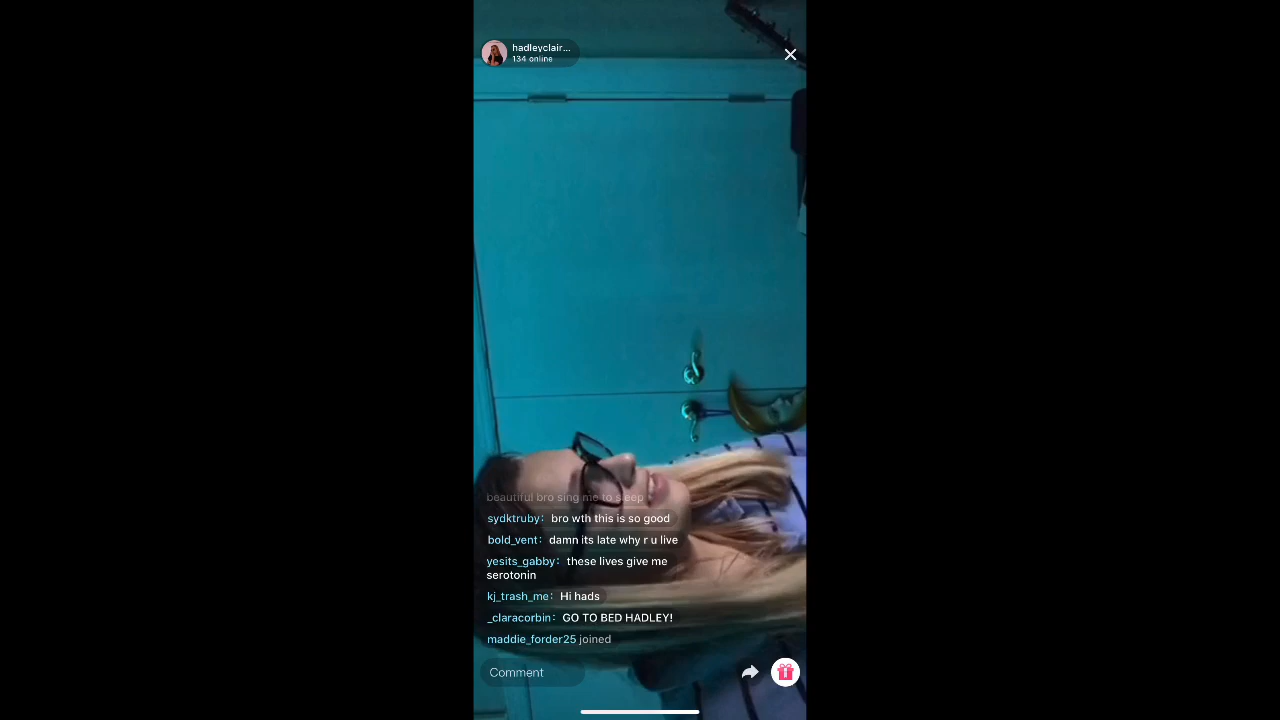 hadleyclair...
134 online
beautiful bro sing me to sleep
sydktruby: bro wth this is so good
bold_vent: damn its late why r u live
yesits_gabby: these lives give me
serotonin
kj_trash_me: Hi hads
_claracorbin: GO TO BED HADLEY!
maddie_forder25 joined
Comment